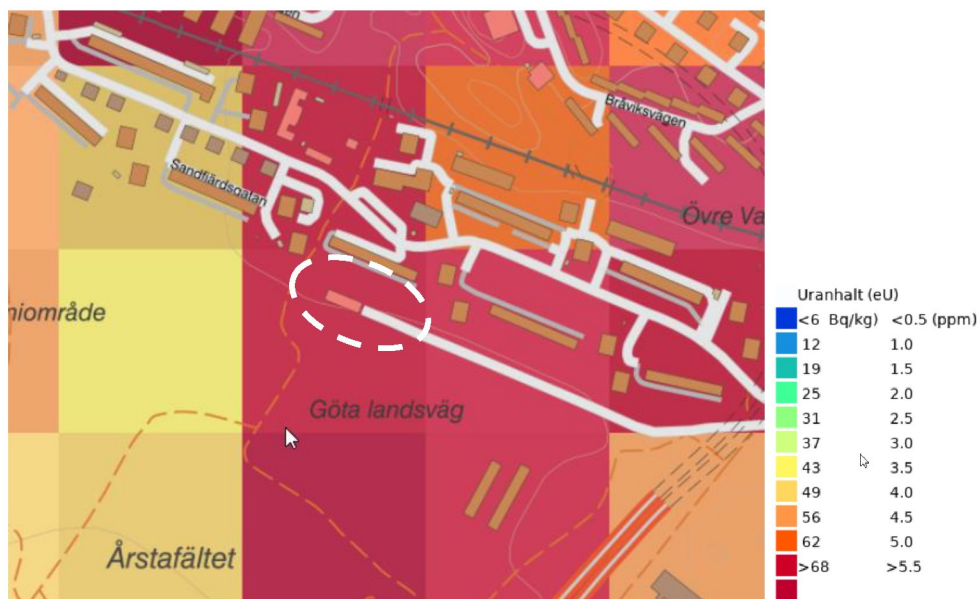 Bråviksvägen
Sandfjärdsgatan
Övre Va
niområde
Göta landsväg
Årstafältet
Uranhalt (eU)
<6 Bq/kg) <0.5 (ppm)
12 1.0
19 1.5
25 2.0
31 2.5
37 3.0
43 3.5
49 4.0
56 4.5
62 5.0
>68 >5.5